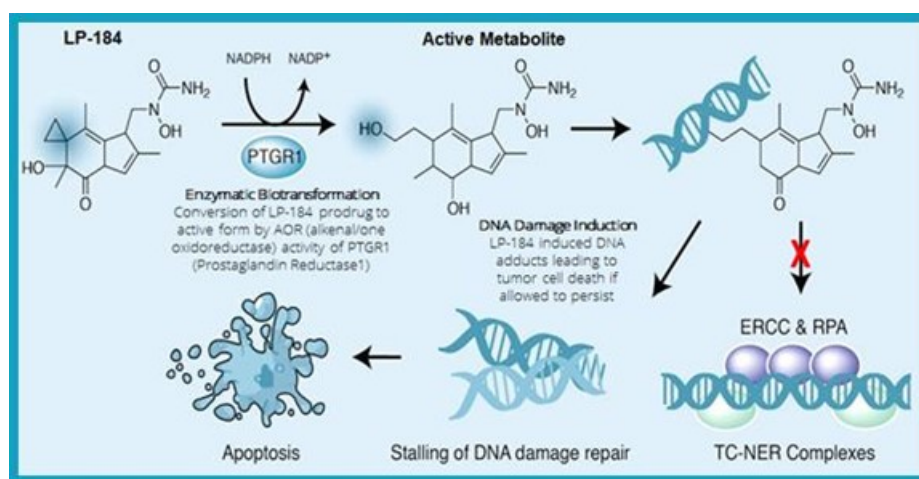 LP-184
NADPH NADP+
Active Metabolite
O
NH₂
N
OH
HO
O
PTGR1
Enzymatic Biotransformation
Conversion of LP-184 prodrug to
active form by AOR (alkenal/one
oxidoreductase) activity of PTGR1
(Prostaglandin Reductase1)
O
NH₂
N
OH
HO
OH
DNA Damage Induction
LP-184 induced DNA
adducts leading to
tumor cell death if
allowed to persist
O
NH₂
N
OH
O
X
ERCC & RPA
Apoptosis
Stalling of DNA damage repair
TC-NER Complexes